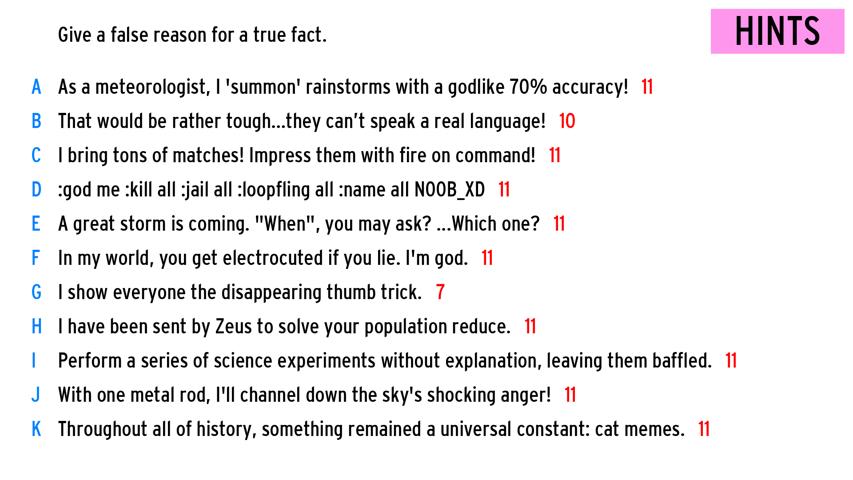 Give a false reason for a true fact.
HINTS
A As a meteorologist, I 'summon' rainstorms with a godlike 70% accuracy! 11
B That would be rather tough...they can't speak a real language! 10
C I bring tons of matches! Impress them with fire on command! 11
D :god me :kill all :jail all :loopfling all :name all N00B_XD 11
E A great storm is coming. "When", you may ask? ...Which one? 11
F In my world, you get electrocuted if you lie. I'm god. 11
G I show everyone the disappearing thumb trick. 7
H I have been sent by Zeus to solve your population reduce. 11
I Perform a series of science experiments without explanation, leaving them baffled. 11
J With one metal rod, I'll channel down the sky's shocking anger! 11
K Throughout all of history, something remained a universal constant: cat memes. 11